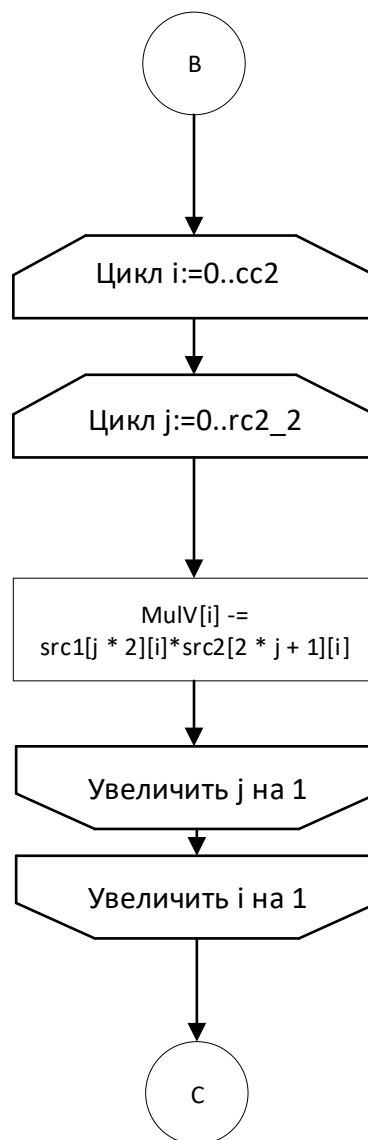 B
Цикл i:=0..cc2
Цикл j:=0..rc2_2
MulV[i] -=
src1[j * 2][i]*src2[2 * j + 1][i]
Увеличить j на 1
Увеличить i на 1
C